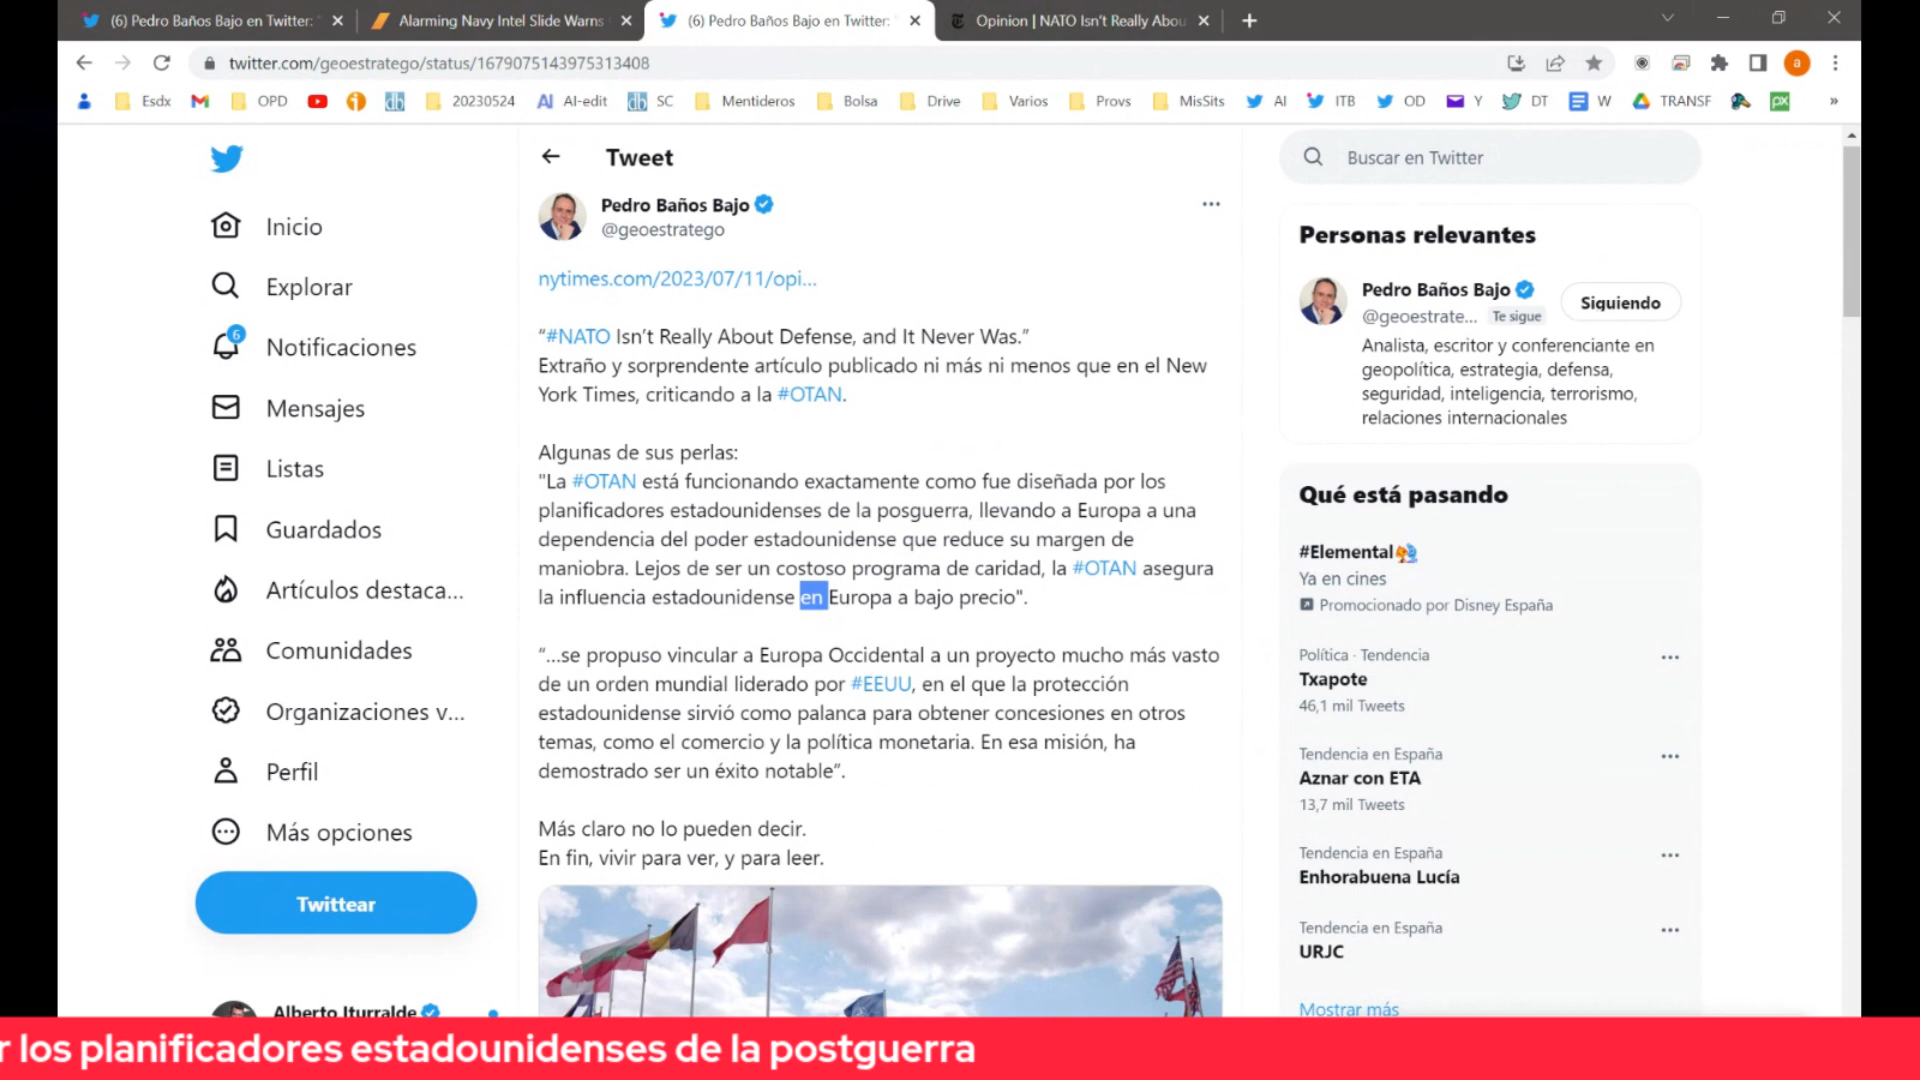 (6) Pedro Baños Bajo en Twitter: "
Alarming Navy Intel Slide Warns
(6) Pedro Baños Bajo en Twitter:
Opinion | NATO Isn't Really Abou
twitter.com/geoestratego/status/1679075143975313408
Esdx
OPD
20230524
AI-edit
SC
Mentideros
Bolsa
Drive
Varios
Provs
MisSits
AI
ITB
OD
Y
DT
W
TRANSF
px
»
Inicio
Explorar
6
Notificaciones
Mensajes
Listas
Guardados
Artículos destaca...
Comunidades
Organizaciones v...
Perfil
Más opciones
Twittear
Alberto Iturralde
Tweet
Pedro Baños Bajo
@geoestratego
nytimes.com/2023/07/11/opi...
“#NATO Isn’t Really About Defense, and It Never Was.”
Extraño y sorprendente artículo publicado ni más ni menos que en el New
York Times, criticando a la #OTAN.
Algunas de sus perlas:
"La #OTAN está funcionando exactamente como fue diseñada por los
planificadores estadounidenses de la posguerra, llevando a Europa a una
dependencia del poder estadounidense que reduce su margen de
maniobra. Lejos de ser un costoso programa de caridad, la #OTAN asegura
la influencia estadounidense en Europa a bajo precio".
“...se propuso vincular a Europa Occidental a un proyecto mucho más vasto
de un orden mundial liderado por #EEUU, en el que la protección
estadounidense sirvió como palanca para obtener concesiones en otros
temas, como el comercio y la política monetaria. En esa misión, ha
demostrado ser un éxito notable”.
Más claro no lo pueden decir.
En fin, vivir para ver, y para leer.
Buscar en Twitter
Personas relevantes
Pedro Baños Bajo
@geoestrate... Te sigue
Siguiendo
Analista, escritor y conferenciante en
geopolítica, estrategia, defensa,
seguridad, inteligencia, terrorismo,
relaciones internacionales
Qué está pasando
#Elemental
Ya en cines
Promocionado por Disney España
Política · Tendencia
Txapote
46,1 mil Tweets
Tendencia en España
Aznar con ETA
13,7 mil Tweets
Tendencia en España
Enhorabuena Lucía
Tendencia en España
URJC
Mostrar más
r los planificadores estadounidenses de la postguerra